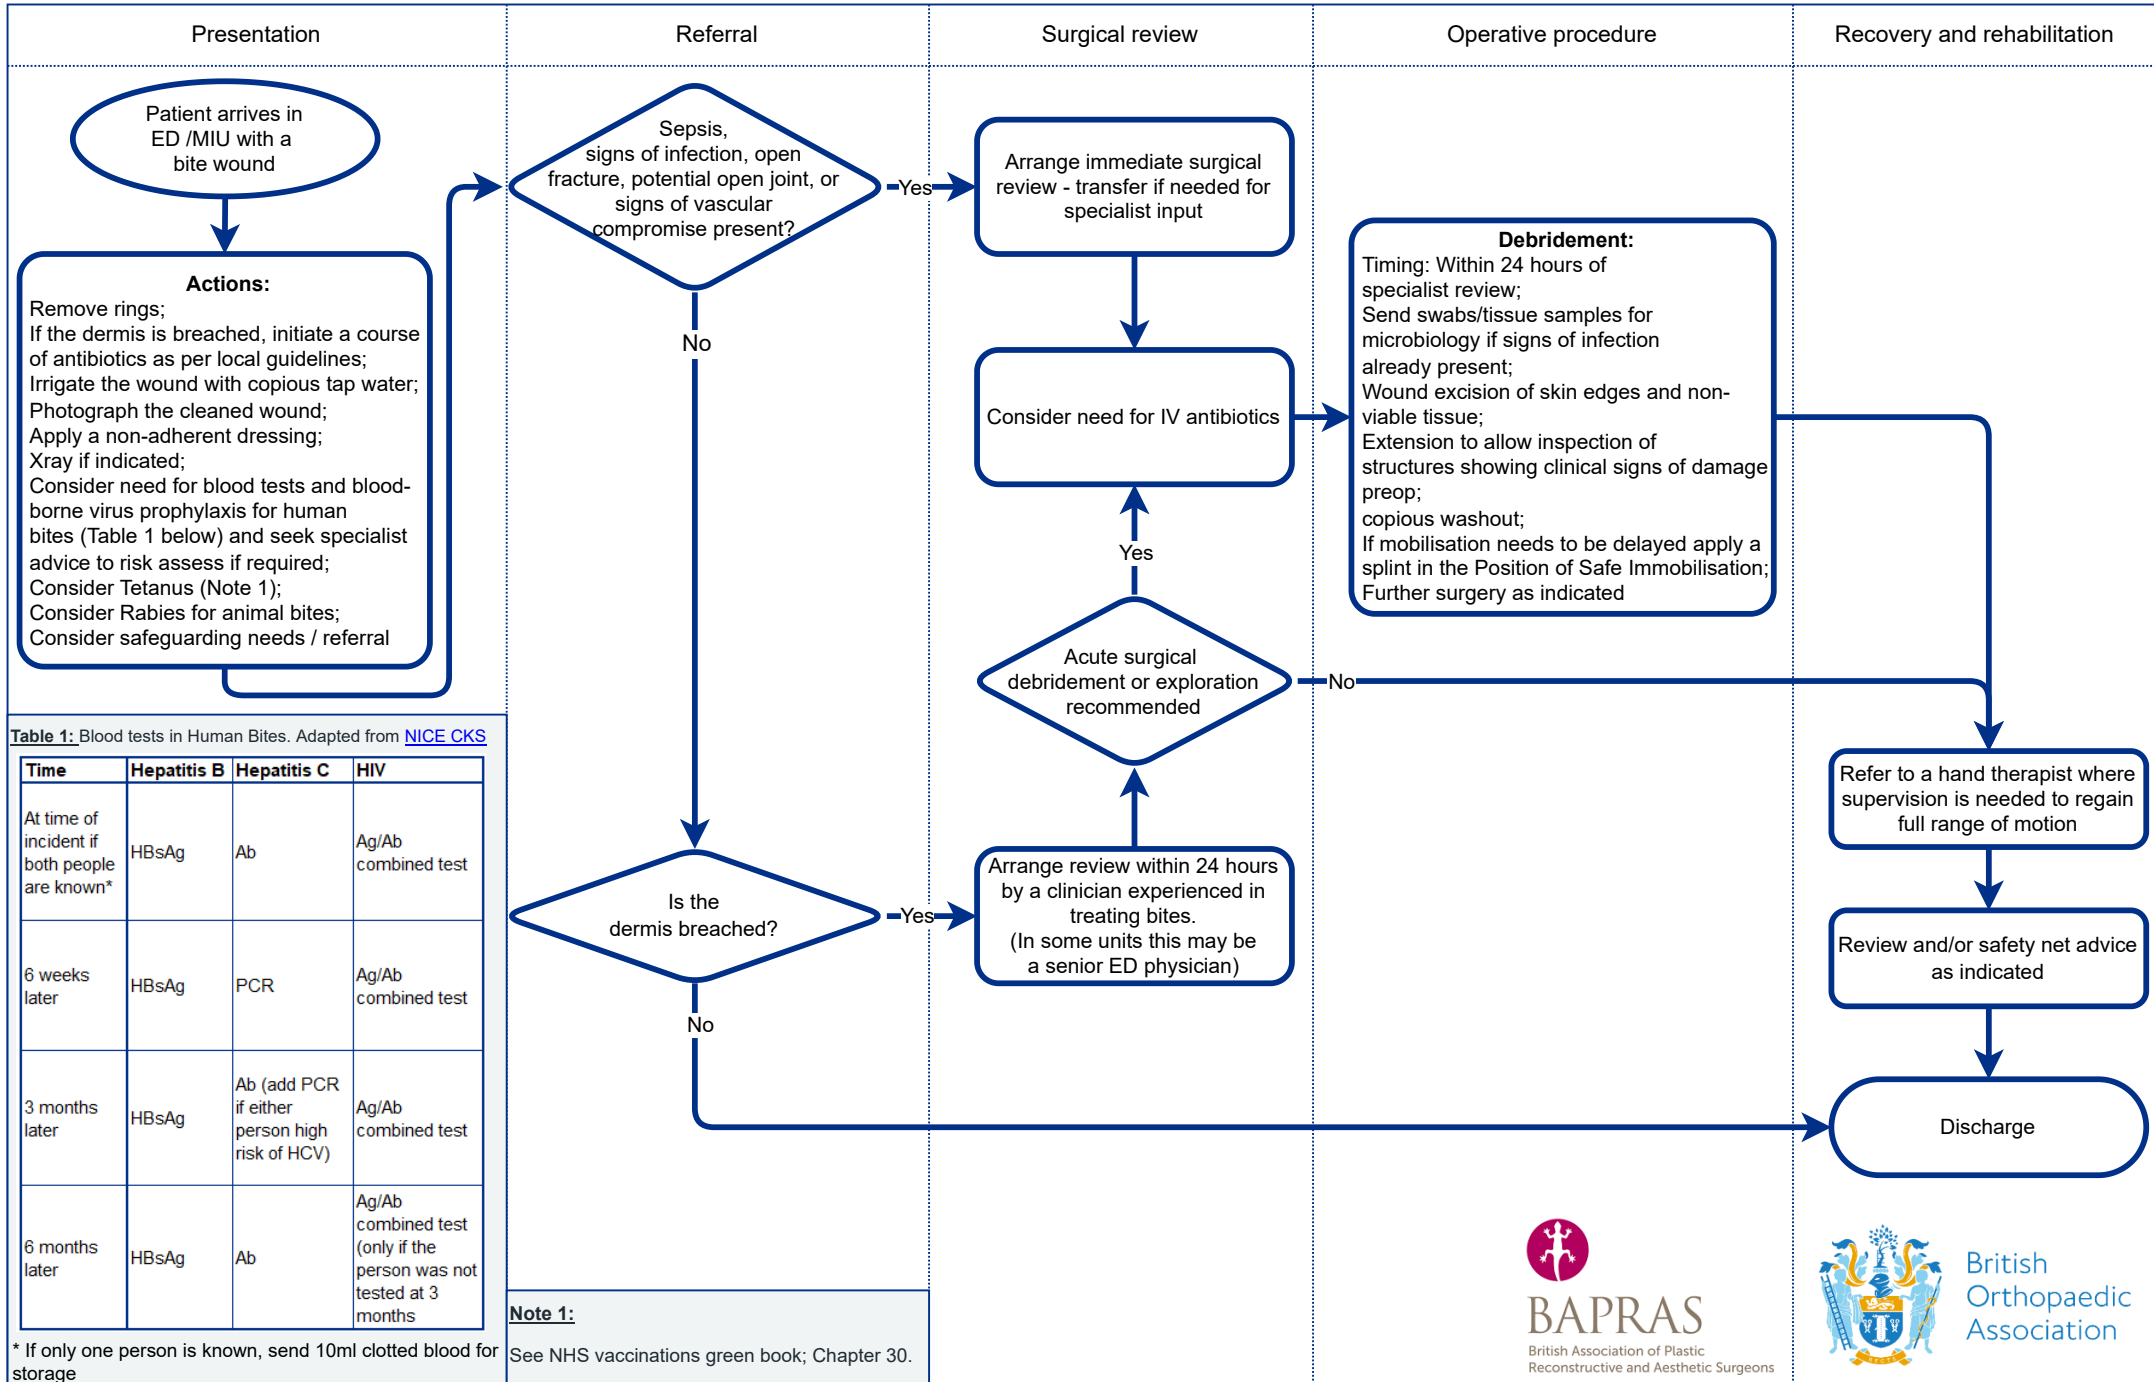 Presentation
Referral
Surgical review
Operative procedure
Recovery and rehabilitation
Patient arrives in
ED /MIU with a
bite wound
Actions:
Remove rings;
If the dermis is breached, initiate a course
of antibiotics as per local guidelines;
Irrigate the wound with copious tap water;
Photograph the cleaned wound;
Apply a non-adherent dressing;
Xray if indicated;
Consider need for blood tests and blood-
borne virus prophylaxis for human
bites (Table 1 below) and seek specialist
advice to risk assess if required;
Consider Tetanus (Note 1);
Consider Rabies for animal bites;
Consider safeguarding needs / referral
Table 1: Blood tests in Human Bites. Adapted from NICE CKS
Time
Hepatitis B
Hepatitis C
HIV
At time of
incident if
both people
are known*
HBsAg
Ab
Ag/Ab
combined test
6 weeks
later
HBsAg
PCR
Ag/Ab
combined test
3 months
later
HBsAg
Ab (add PCR
if either
person high
risk of HCV)
Ag/Ab
combined test
6 months
later
HBsAg
Ab
Ag/Ab
combined test
(only if the
person was not
tested at 3
months
* If only one person is known, send 10ml clotted blood for
storage
Sepsis,
signs of infection, open
fracture, potential open joint, or
signs of vascular
compromise present?
Yes
No
Is the
dermis breached?
Yes
No
Note 1:
See NHS vaccinations green book; Chapter 30.
Arrange immediate surgical
review - transfer if needed for
specialist input
Consider need for IV antibiotics
Yes
Acute surgical
debridement or exploration
recommended
No
Arrange review within 24 hours
by a clinician experienced in
treating bites.
(In some units this may be
a senior ED physician)
Debridement:
Timing: Within 24 hours of
specialist review;
Send swabs/tissue samples for
microbiology if signs of infection
already present;
Wound excision of skin edges and non-
viable tissue;
Extension to allow inspection of
structures showing clinical signs of damage
preop;
copious washout;
If mobilisation needs to be delayed apply a
splint in the Position of Safe Immobilisation;
Further surgery as indicated
Refer to a hand therapist where
supervision is needed to regain
full range of motion
Review and/or safety net advice
as indicated
Discharge
BAPRAS
British Association of Plastic
Reconstructive and Aesthetic Surgeons
British
Orthopaedic
Association